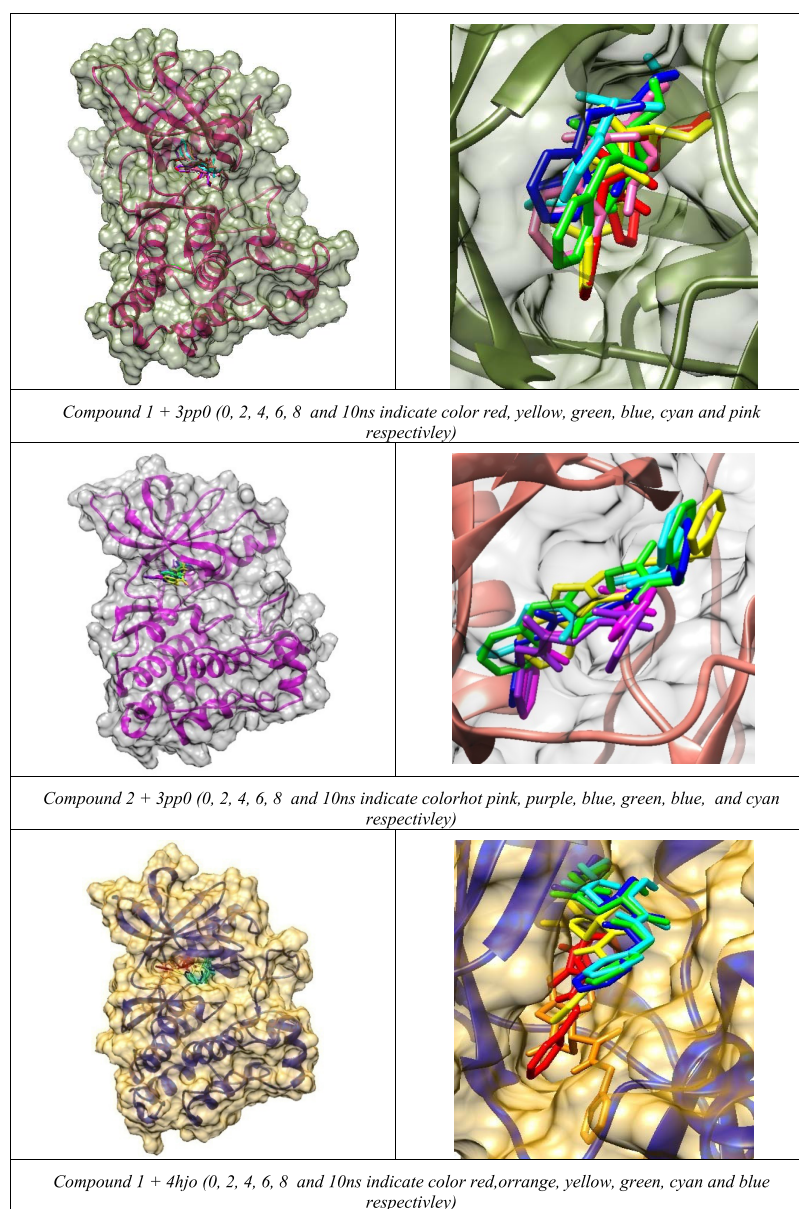 Compound 1 + 3pp0 (0, 2, 4, 6, 8 and 10ns indicate color red, yellow, green, blue, cyan and pink
respectivley)
Compound 2 + 3pp0 (0, 2, 4, 6, 8 and 10ns indicate colorhot pink, purple, blue, green, blue, and cyan
respectivley)
Compound 1 + 4hjo (0, 2, 4, 6, 8 and 10ns indicate color red,orrange, yellow, green, cyan and blue
respectivley)